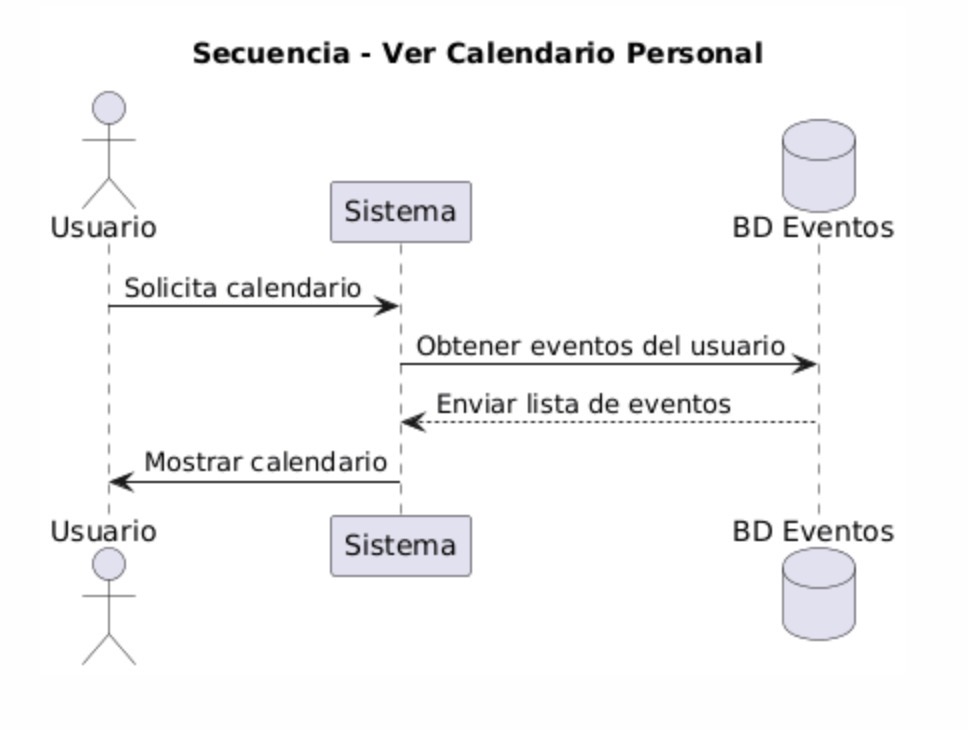 Secuencia - Ver Calendario Personal
Usuario
Sistema
BD Eventos
Solicita calendario
Obtener eventos del usuario
Enviar lista de eventos
Mostrar calendario
Usuario
Sistema
BD Eventos